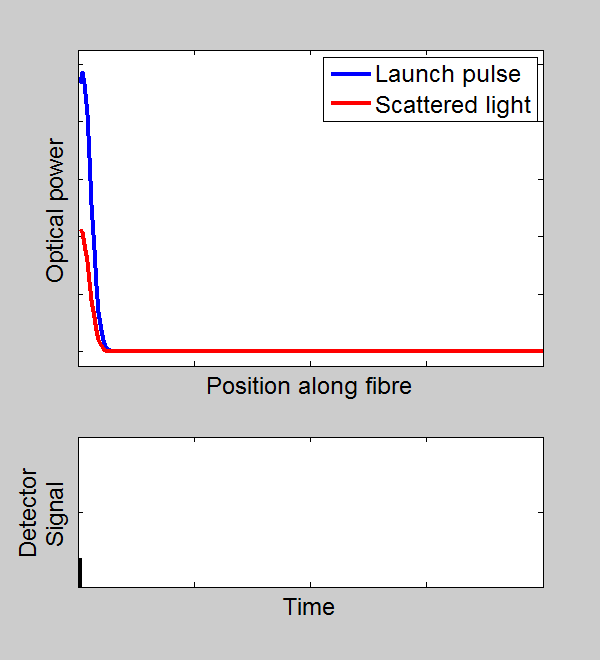 Launch pulse
Scattered light
Optical power
Position along fibre
Detector
Signal
Time